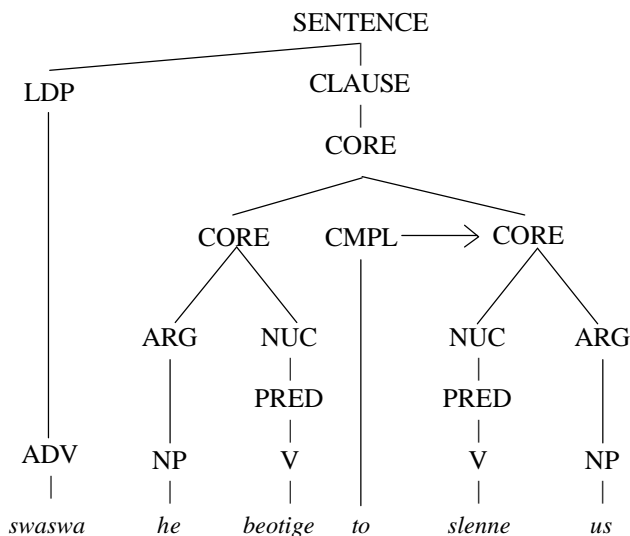 SENTENCE
LDP CLAUSE
CORE
CORE CMPL CORE
ARG NUC NUC ARG
PRED PRED
ADV NP V V NP
swaswa he beotige to slenne us